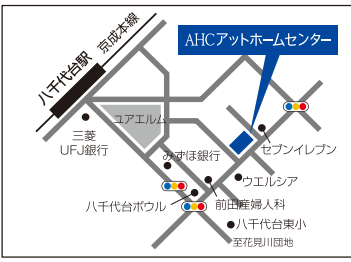 京成本線
AHCアットホームセンター
八千代台駅
ユアエルム
三菱
UFJ銀行
みずほ銀行
セブンイレブン
ウエルシア
八千代台ボウル
前田産婦人科
八千代台東小
至花見川団地